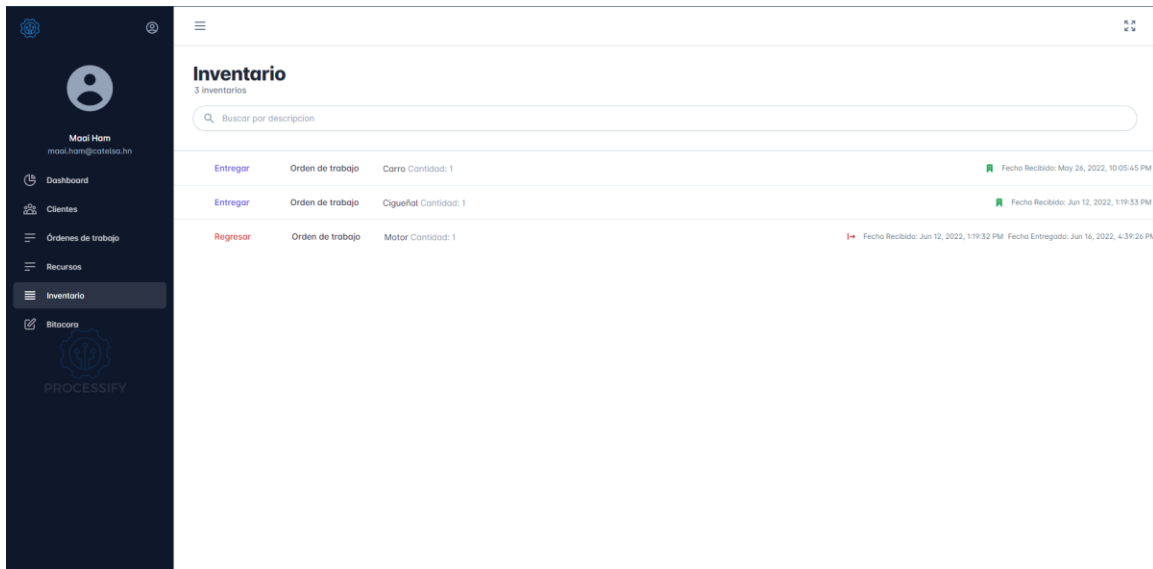 Inventario
3 inventarios
Buscar por descripcion
Maai Ham
maai.ham@catelsa.hn
Dashboard
Clientes
Órdenes de trabajo
Recursos
Inventario
Bitacora
PROCESSIFY
Entregar Orden de trabajo Carro Cantidad: 1 Fecha Recibido: May 26, 2022, 10:05:45 PM
Entregar Orden de trabajo Cigueñal Cantidad: 1 Fecha Recibido: Jun 12, 2022, 1:19:33 PM
Regresar Orden de trabajo Motor Cantidad: 1 Fecha Recibido: Jun 12, 2022, 1:19:32 PM Fecha Entregado: Jun 16, 2022, 4:39:26 PM